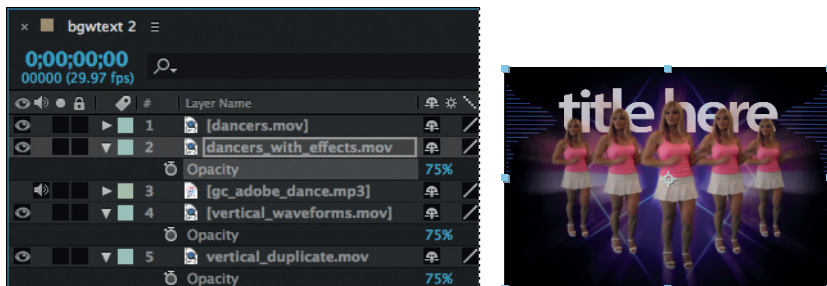 × bgwtext 2
0;00;00;00
00000 (29.97 fps)
# Layer Name
1 [dancers.mov]
2 dancers_with_effects.mov
Opacity 75%
3 [gc_adobe_dance.mp3]
4 [vertical_waveforms.mov]
Opacity 75%
5 vertical_duplicate.mov
Opacity 75%
title here